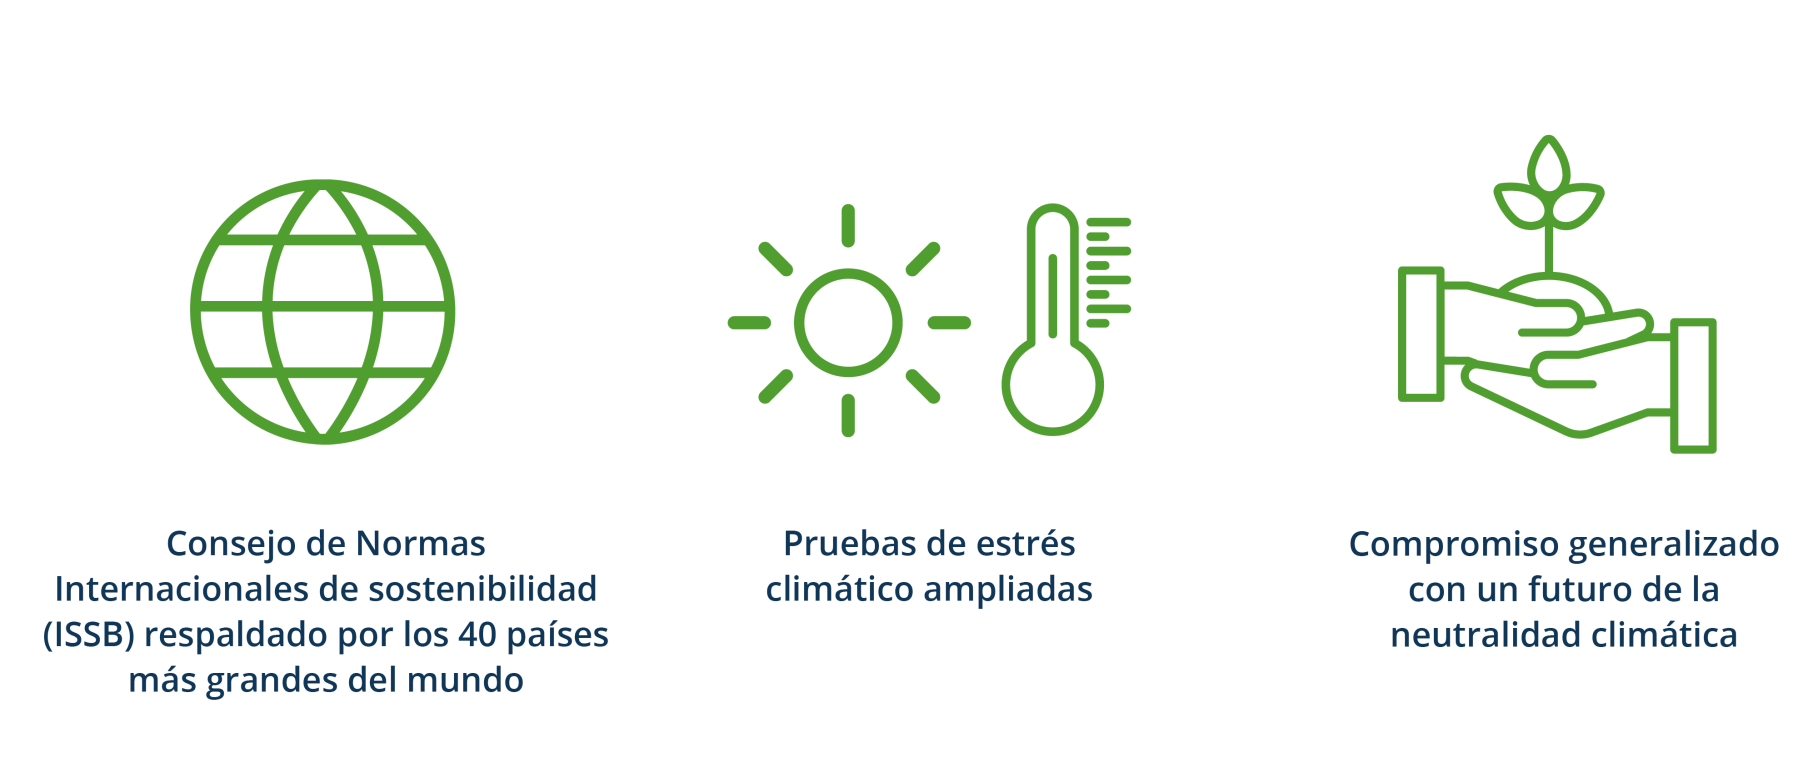 Consejo de Normas
Internacionales de sostenibilidad
(ISSB) respaldado por los 40 países
más grandes del mundo
Pruebas de estrés
climático ampliadas
Compromiso generalizado
con un futuro de la
neutralidad climática